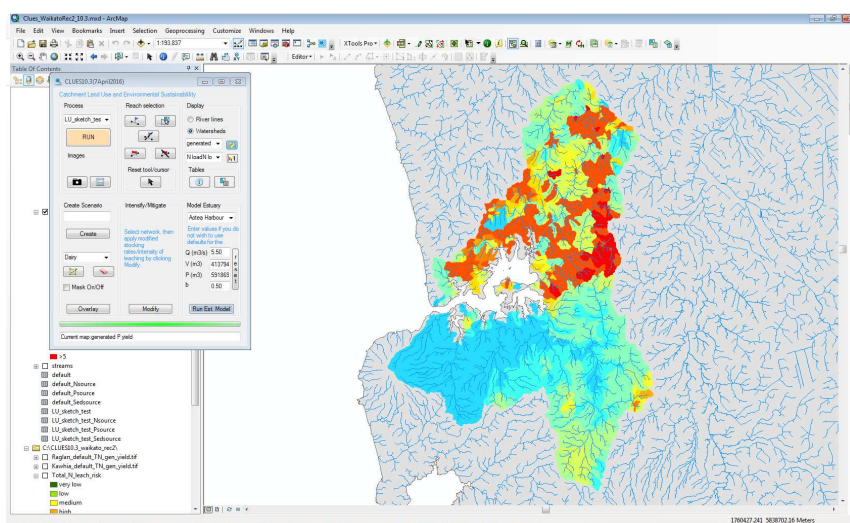 Clues_WaikatoRec2_10.3.mxd - ArcMap
File Edit View Bookmarks Insert Selection Geoprocessing Customize Windows Help
1:193.837
XTools Pro
Editor
Table Of Contents
CLUES10.3(7April2016)
Catchment Land Use and Environmental Sustainability
Process
Reach selection
Display
LU_sketch_tes
River lines
RUN
Watersheds
generated
Images
N loadN lo
Reset tool/cursor
Tables
Create Scenario
Intensify/Mitigate
Model Estuary
Aotea Harbour
Create
Select network, then
apply modified
stocking
rates/intensity of
leaching by clicking
Modify.
Enter values if you do
not wish to use
defaults for the
Dairy
Q (m3/s) 5.50
V (m3) 413794
P (m3) 591869
b 0.50
reset
Mask On/Off
Overlay
Modify
Run Est. Model
Current map:generated P yield
>5
streams
default
default_Nsource
default_Psource
default_Sedsource
LU_sketch_test
LU_sketch_test_Nsource
LU_sketch_test_Psource
LU_sketch_test_Sedsource
C:\CLUES10.3_waikato_rec2\
Raglan_default_TN_gen_yield.tif
Kawhia_default_TN_gen_yield.tif
Total_N_leach_risk
very low
low
medium
high
1760427.241 5838702.16 Meters